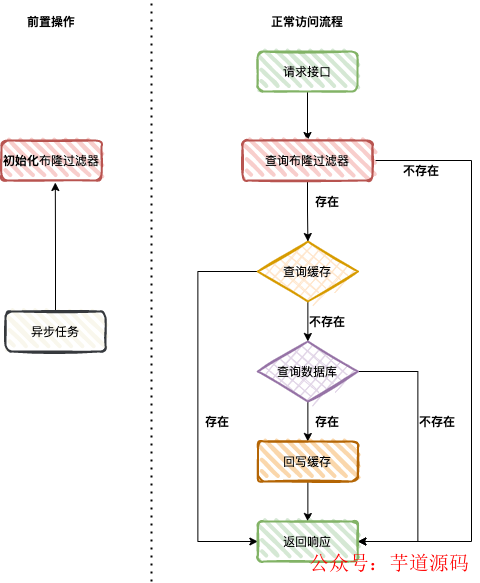 前置操作
正常访问流程
请求接口
初始化布隆过滤器
查询布隆过滤器
不存在
存在
查询缓存
不存在
异步任务
查询数据库
存在
存在
不存在
回写缓存
返回响应
公众号：芋道源码